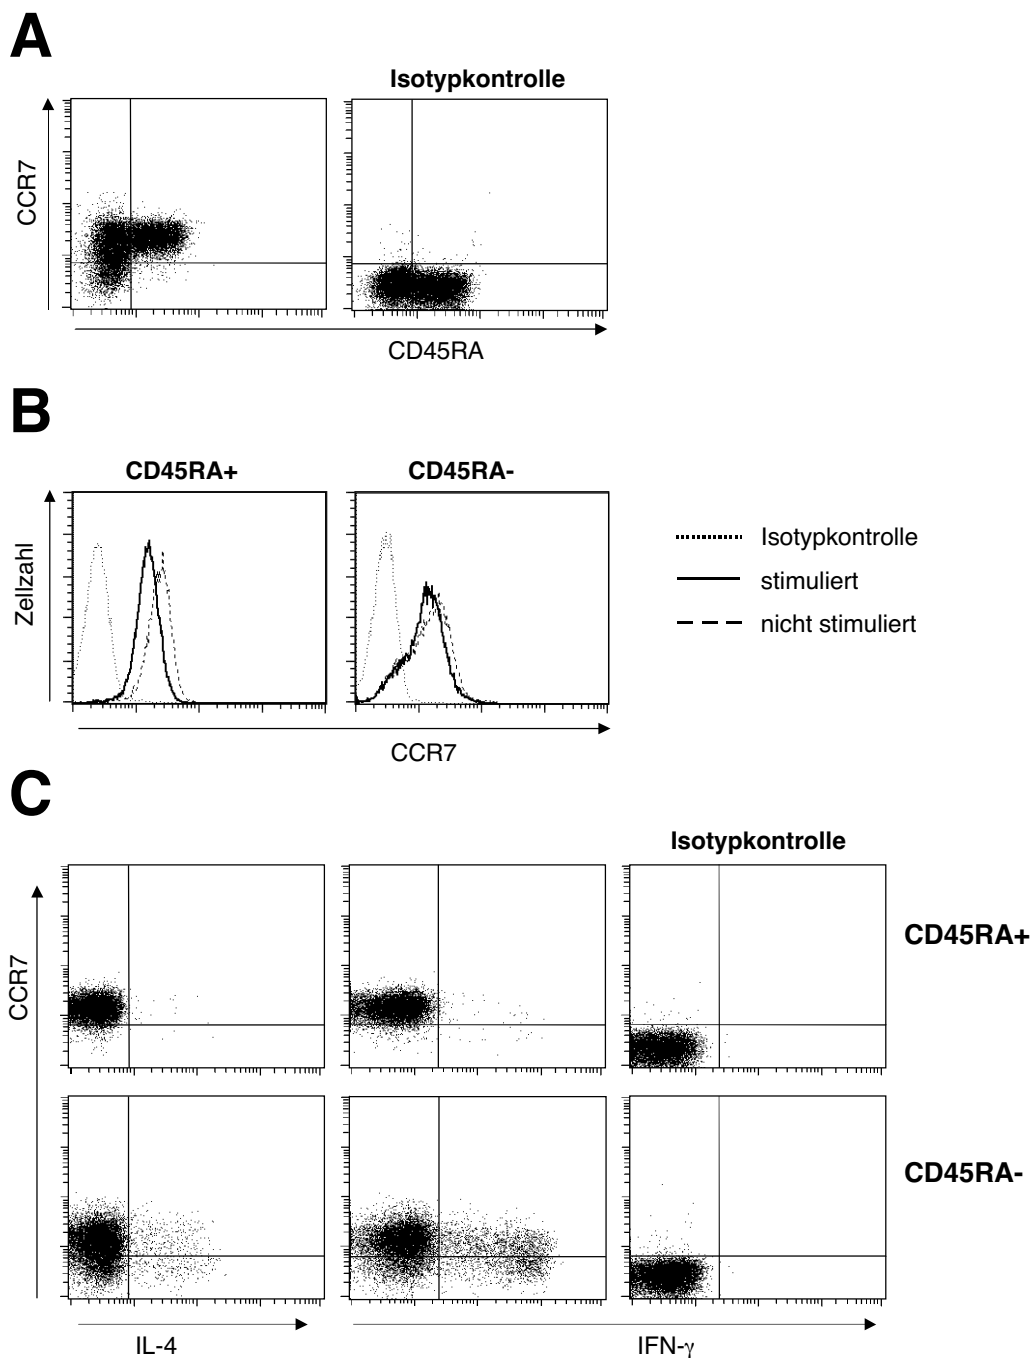 A
Isotypkontrolle
CCR7
CD45RA
B
CD45RA+
CD45RA-
Zellzahl
Isotypkontrolle
stimuliert
nicht stimuliert
CCR7
C
Isotypkontrolle
CD45RA+
CCR7
CD45RA-
IL-4
IFN-γ